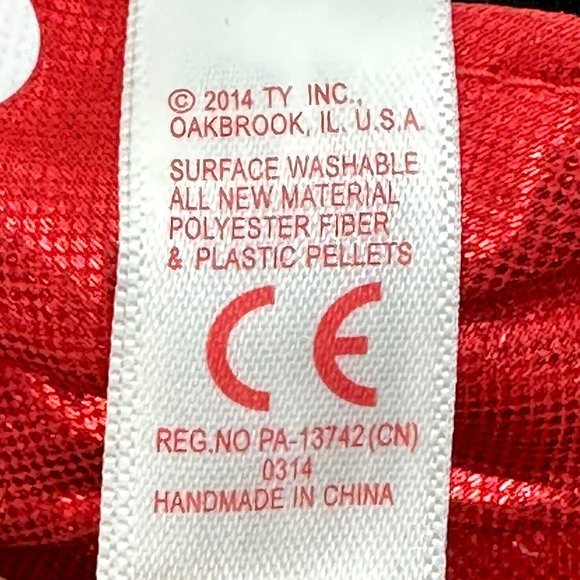 © 2014 TY INC.,
OAKBROOK, IL. U.S.A.
SURFACE WASHABLE
ALL NEW MATERIAL
POLYESTER FIBER
& PLASTIC PELLETS
CE
REG.NO PA-13742(CN)
0314
HANDMADE IN CHINA